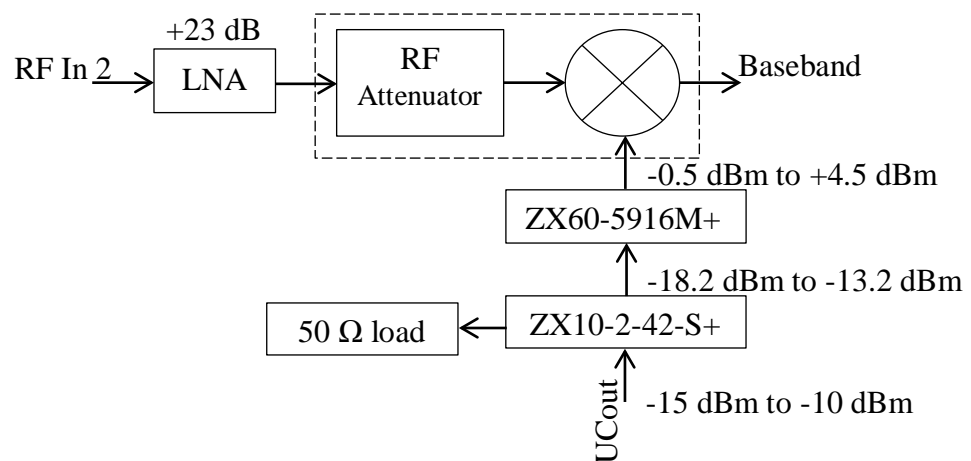 +23 dB
RF In 2
LNA
RF
Attenuator
Baseband
-0.5 dBm to +4.5 dBm
ZX60-5916M+
-18.2 dBm to -13.2 dBm
50 Ω load
ZX10-2-42-S+
UCout
-15 dBm to -10 dBm